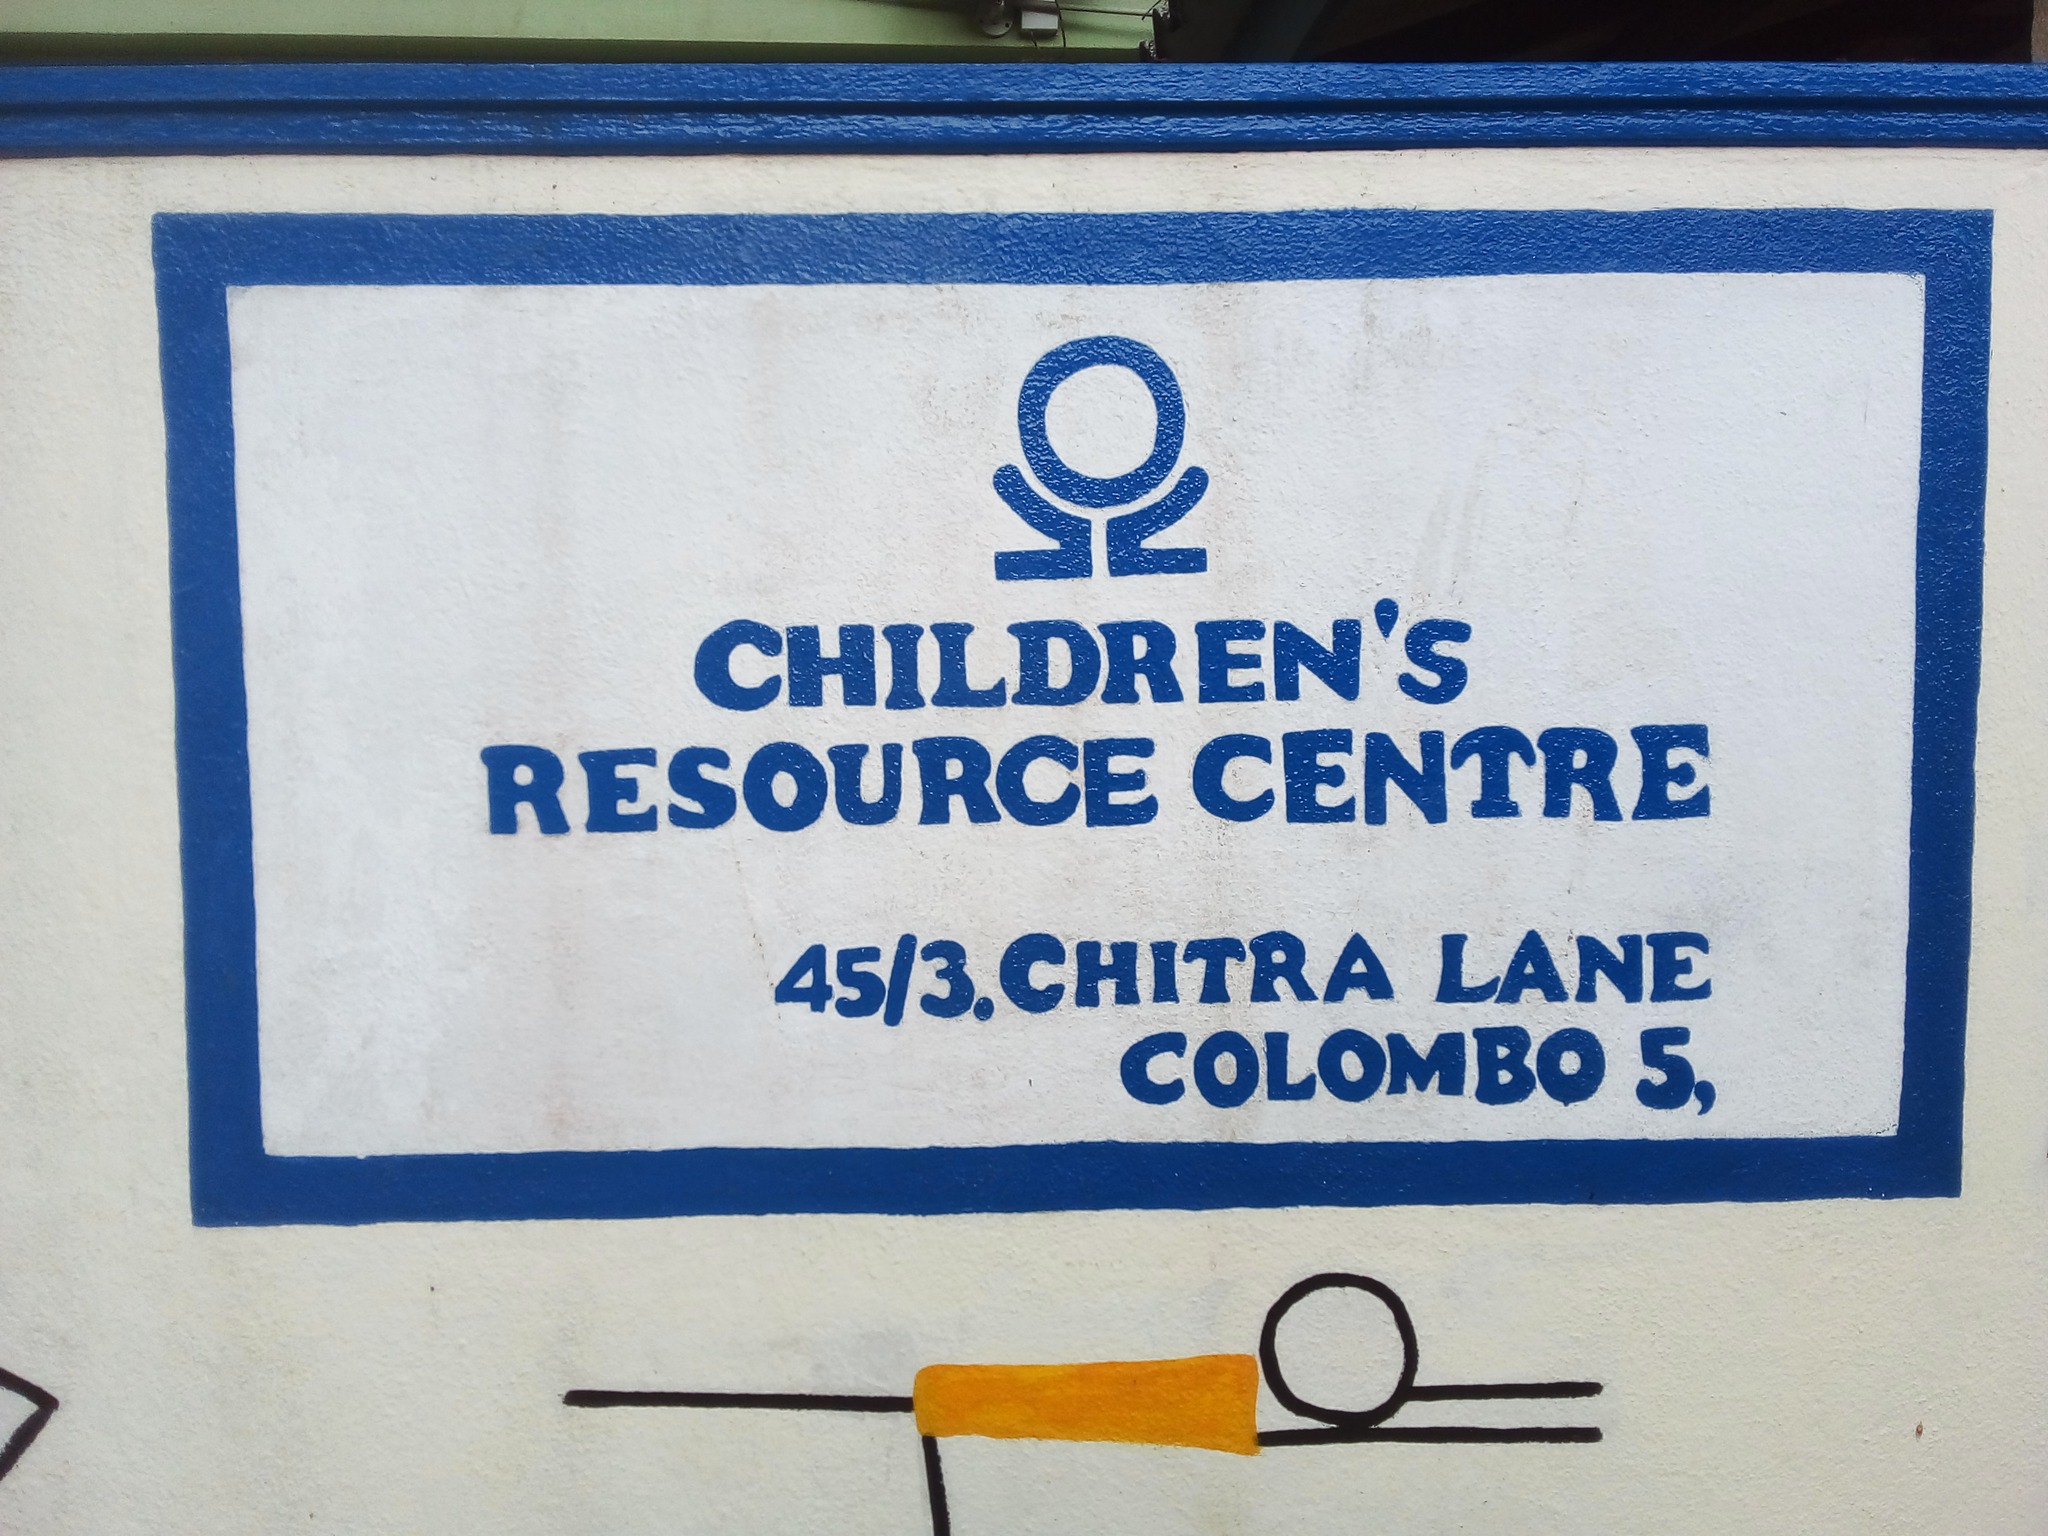 CHILDREN'S
RESOURCE CENTRE
45/3.CHITRA LANE
COLOMBO 5,